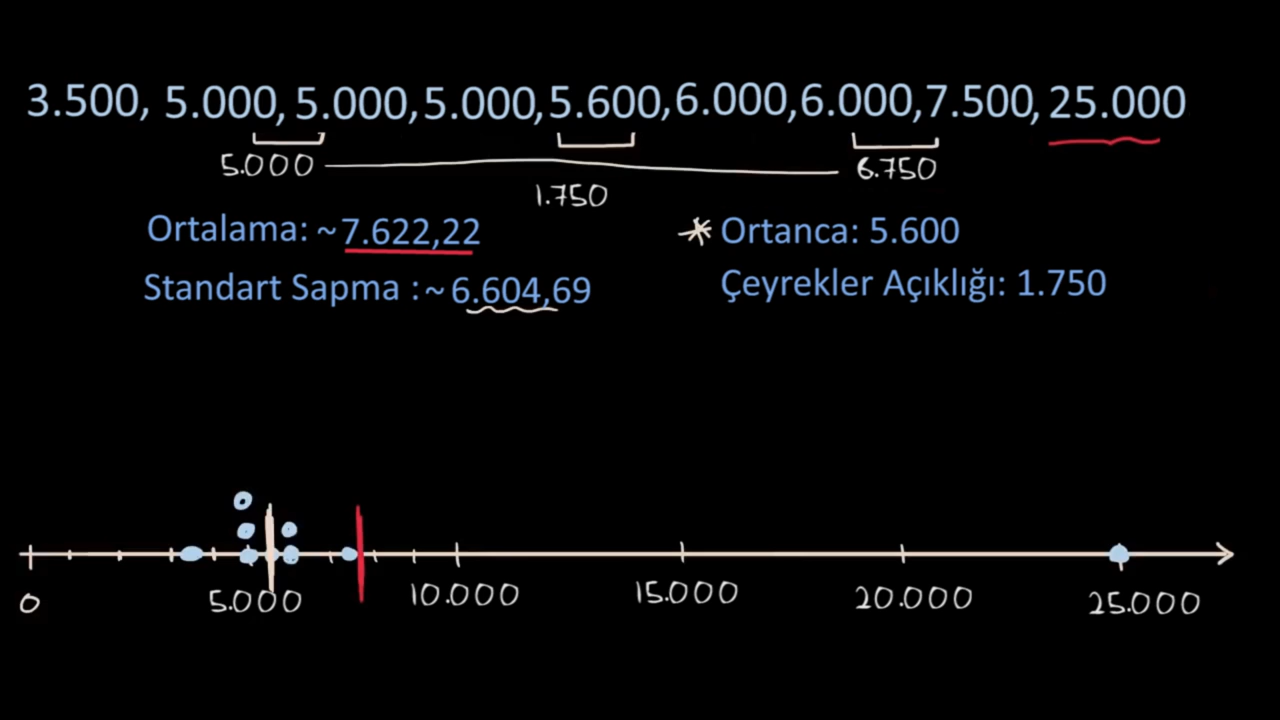 3.500, 5.000, 5.000, 5.000, 5.600, 6.000, 6.000, 7.500, 25.000
5.000 6.750
1.750
Ortalama: ~7.622,22 * Ortanca: 5.600
Standart Sapma :~ 6.604,69 Çeyrekler Açıklığı: 1.750
0 5.000 10.000 15.000 20.000 25.000